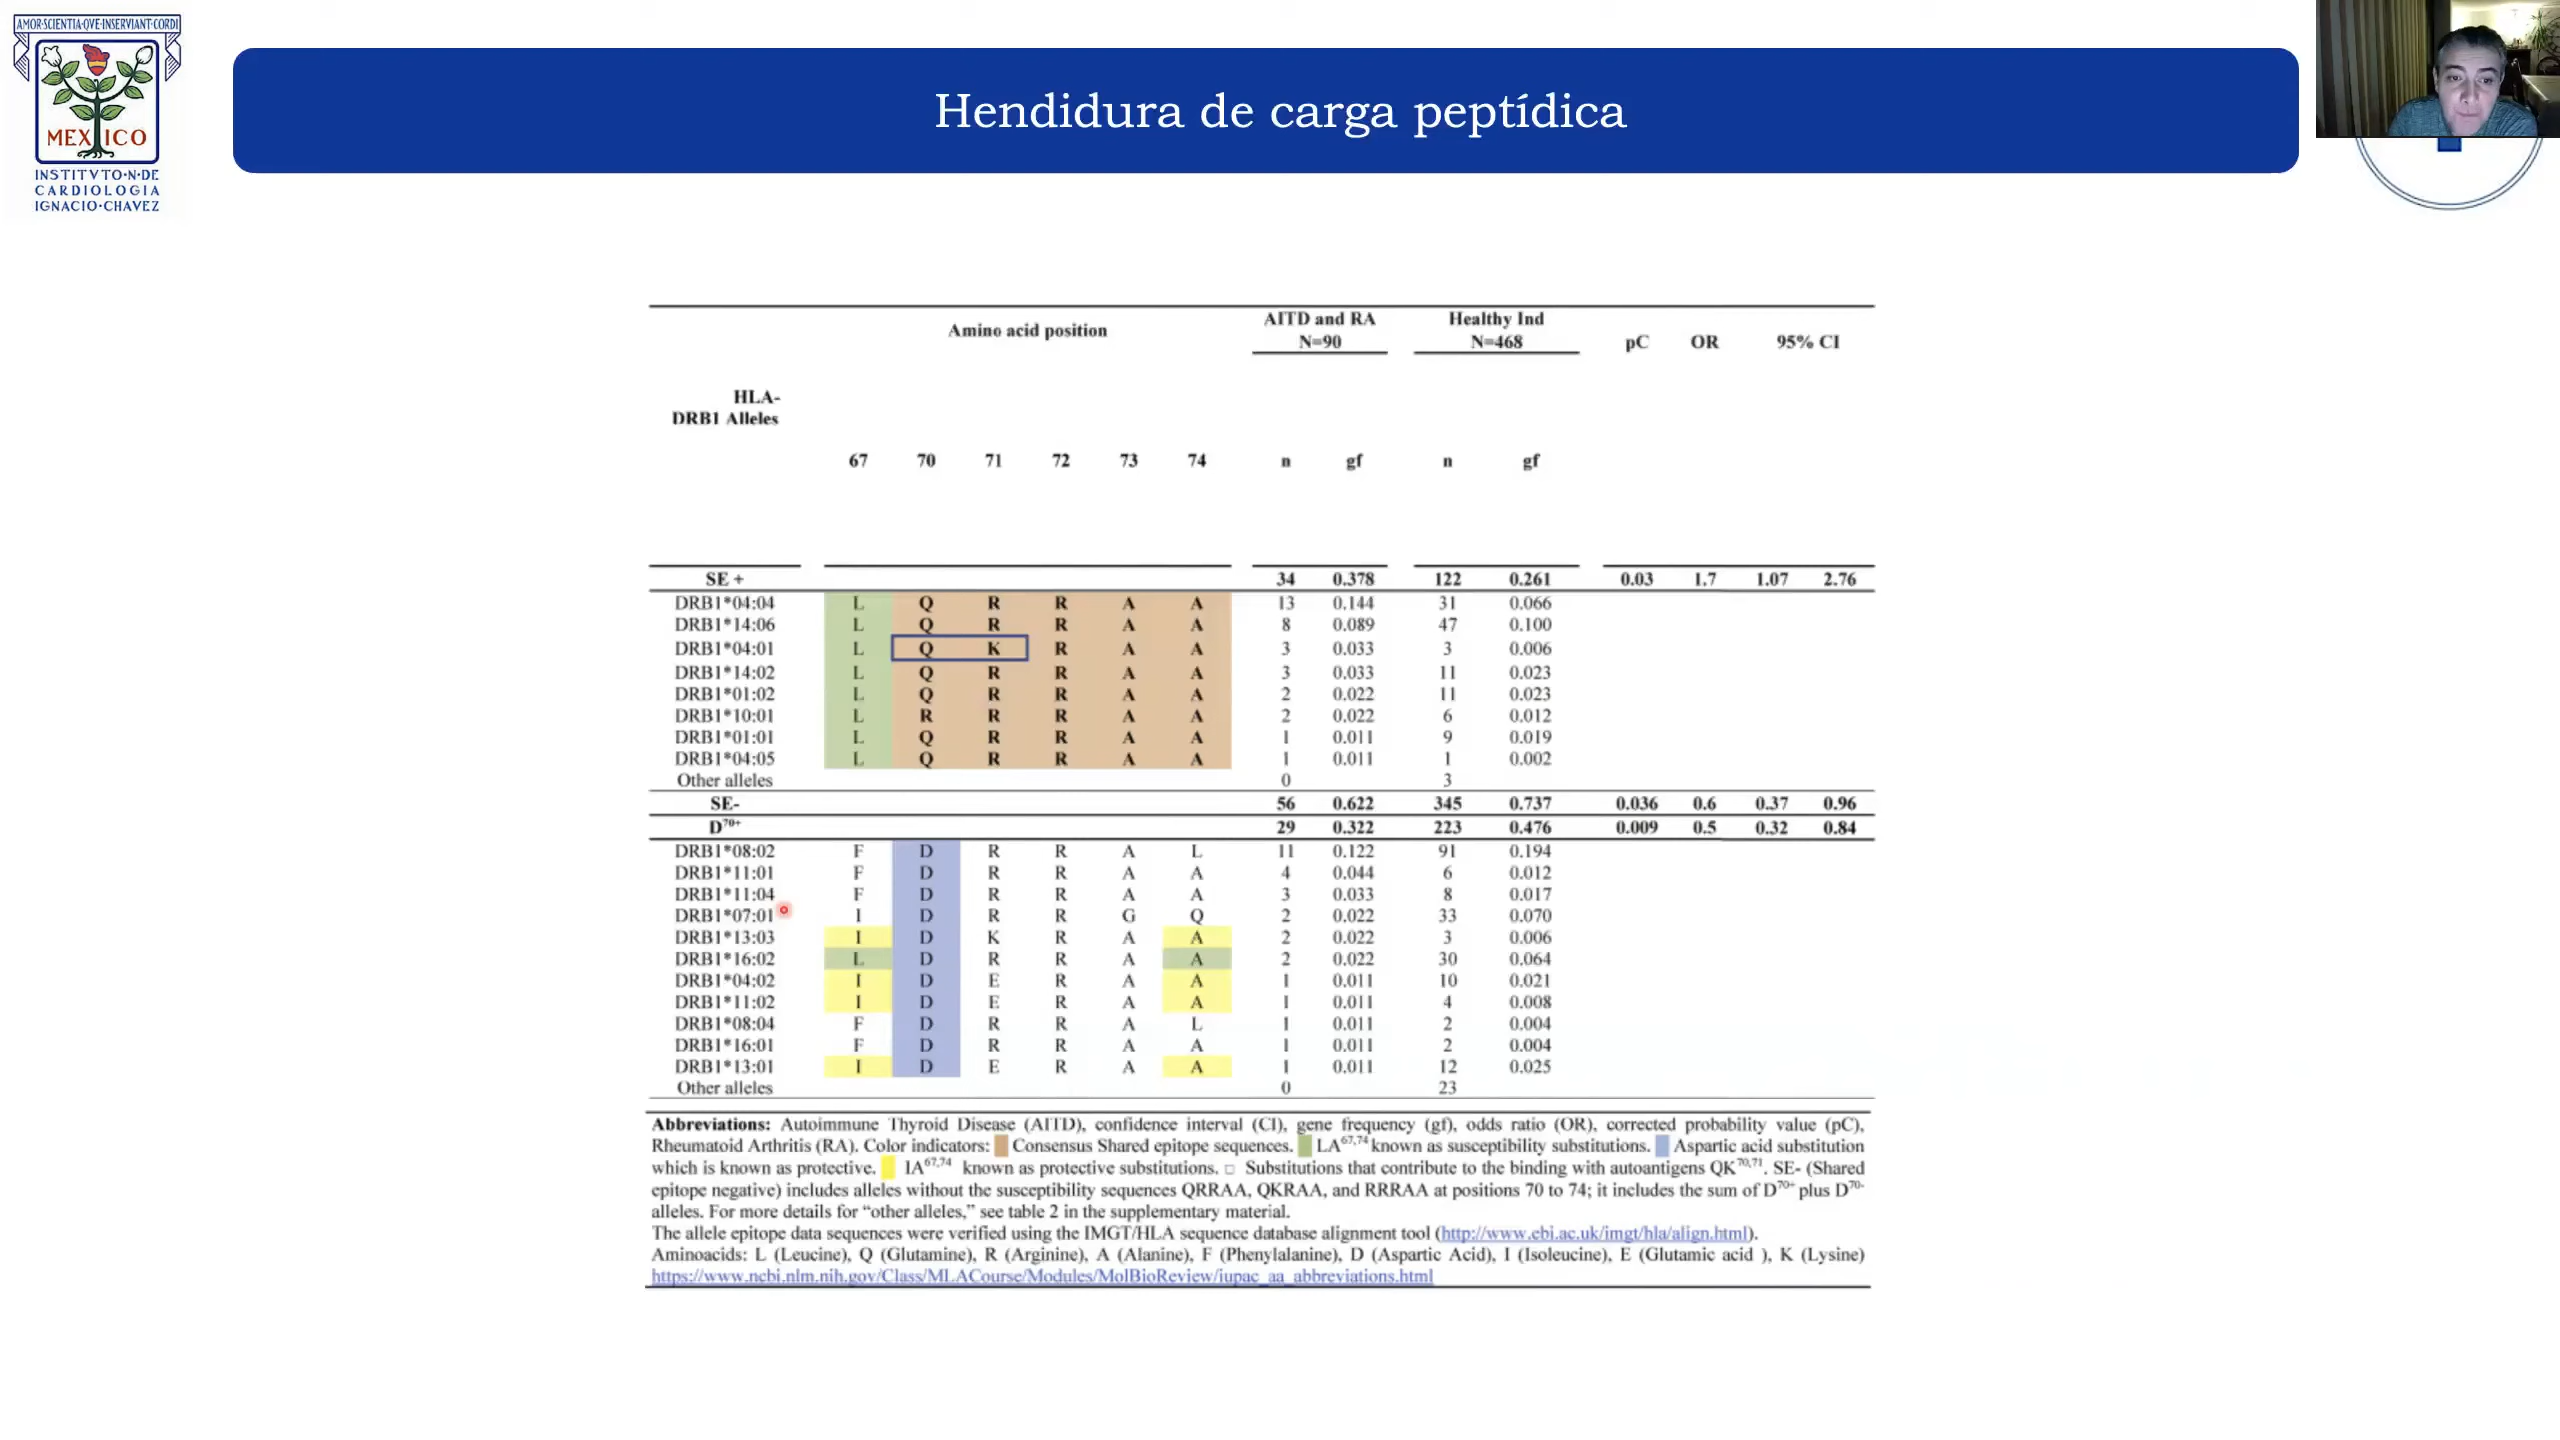 AMOR·SCIENTIA·QVE·INSERVIANT·CORDI
MEXICO
INSTITVTO·N·DE
CARDIOLOGIA
IGNACIO·CHAVEZ
Hendidura de carga peptídica
Amino acid position AITD and RA Healthy Ind
N=90 N=468 pC OR 95% CI
HLA-
DRB1 Alleles
67 70 71 72 73 74 n gf n gf
SE + 34 0.378 122 0.261 0.03 1.7 1.07 2.76
DRB1*04:04 L Q R R A A 13 0.144 31 0.066
DRB1*14:06 L Q R R A A 8 0.089 47 0.100
DRB1*04:01 L Q K R A A 3 0.033 3 0.006
DRB1*14:02 L Q R R A A 3 0.033 11 0.023
DRB1*01:02 L Q R R A A 2 0.022 11 0.023
DRB1*10:01 L R R R A A 2 0.022 6 0.012
DRB1*01:01 L Q R R A A 1 0.011 9 0.019
DRB1*04:05 L Q R R A A 1 0.011 1 0.002
Other alleles 0 3
SE- 56 0.622 345 0.737 0.036 0.6 0.37 0.96
D70+ 29 0.322 223 0.476 0.009 0.5 0.32 0.84
DRB1*08:02 F D R R A L 11 0.122 91 0.194
DRB1*11:01 F D R R A A 4 0.044 6 0.012
DRB1*11:04 F D R R A A 3 0.033 8 0.017
DRB1*07:01 I D R R G Q 2 0.022 33 0.070
DRB1*13:03 I D K R A A 2 0.022 3 0.006
DRB1*16:02 L D R R A A 2 0.022 30 0.064
DRB1*04:02 I D E R A A 1 0.011 10 0.021
DRB1*11:02 I D E R A A 1 0.011 4 0.008
DRB1*08:04 F D R R A L 1 0.011 2 0.004
DRB1*16:01 F D R R A A 1 0.011 2 0.004
DRB1*13:01 I D E R A A 1 0.011 12 0.025
Other alleles 0 23
Abbreviations: Autoimmune Thyroid Disease (AITD), confidence interval (CI), gene frequency (gf), odds ratio (OR), corrected probability value (pC),
Rheumatoid Arthritis (RA). Color indicators: Consensus Shared epitope sequences. LA67,74 known as susceptibility substitutions. Aspartic acid substitution
which is known as protective. IA67,74 known as protective substitutions. □ Substitutions that contribute to the binding with autoantigens QK70,71. SE- (Shared
epitope negative) includes alleles without the susceptibility sequences QRRAA, QKRAA, and RRRAA at positions 70 to 74; it includes the sum of D70+ plus D70-
alleles. For more details for “other alleles,” see table 2 in the supplementary material.
The allele epitope data sequences were verified using the IMGT/HLA sequence database alignment tool (http://www.ebi.ac.uk/imgt/hla/align.html).
Aminoacids: L (Leucine), Q (Glutamine), R (Arginine), A (Alanine), F (Phenylalanine), D (Aspartic Acid), I (Isoleucine), E (Glutamic acid ), K (Lysine)
https://www.ncbi.nlm.nih.gov/Class/MLACourse/Modules/MolBioReview/iupac_aa_abbreviations.html